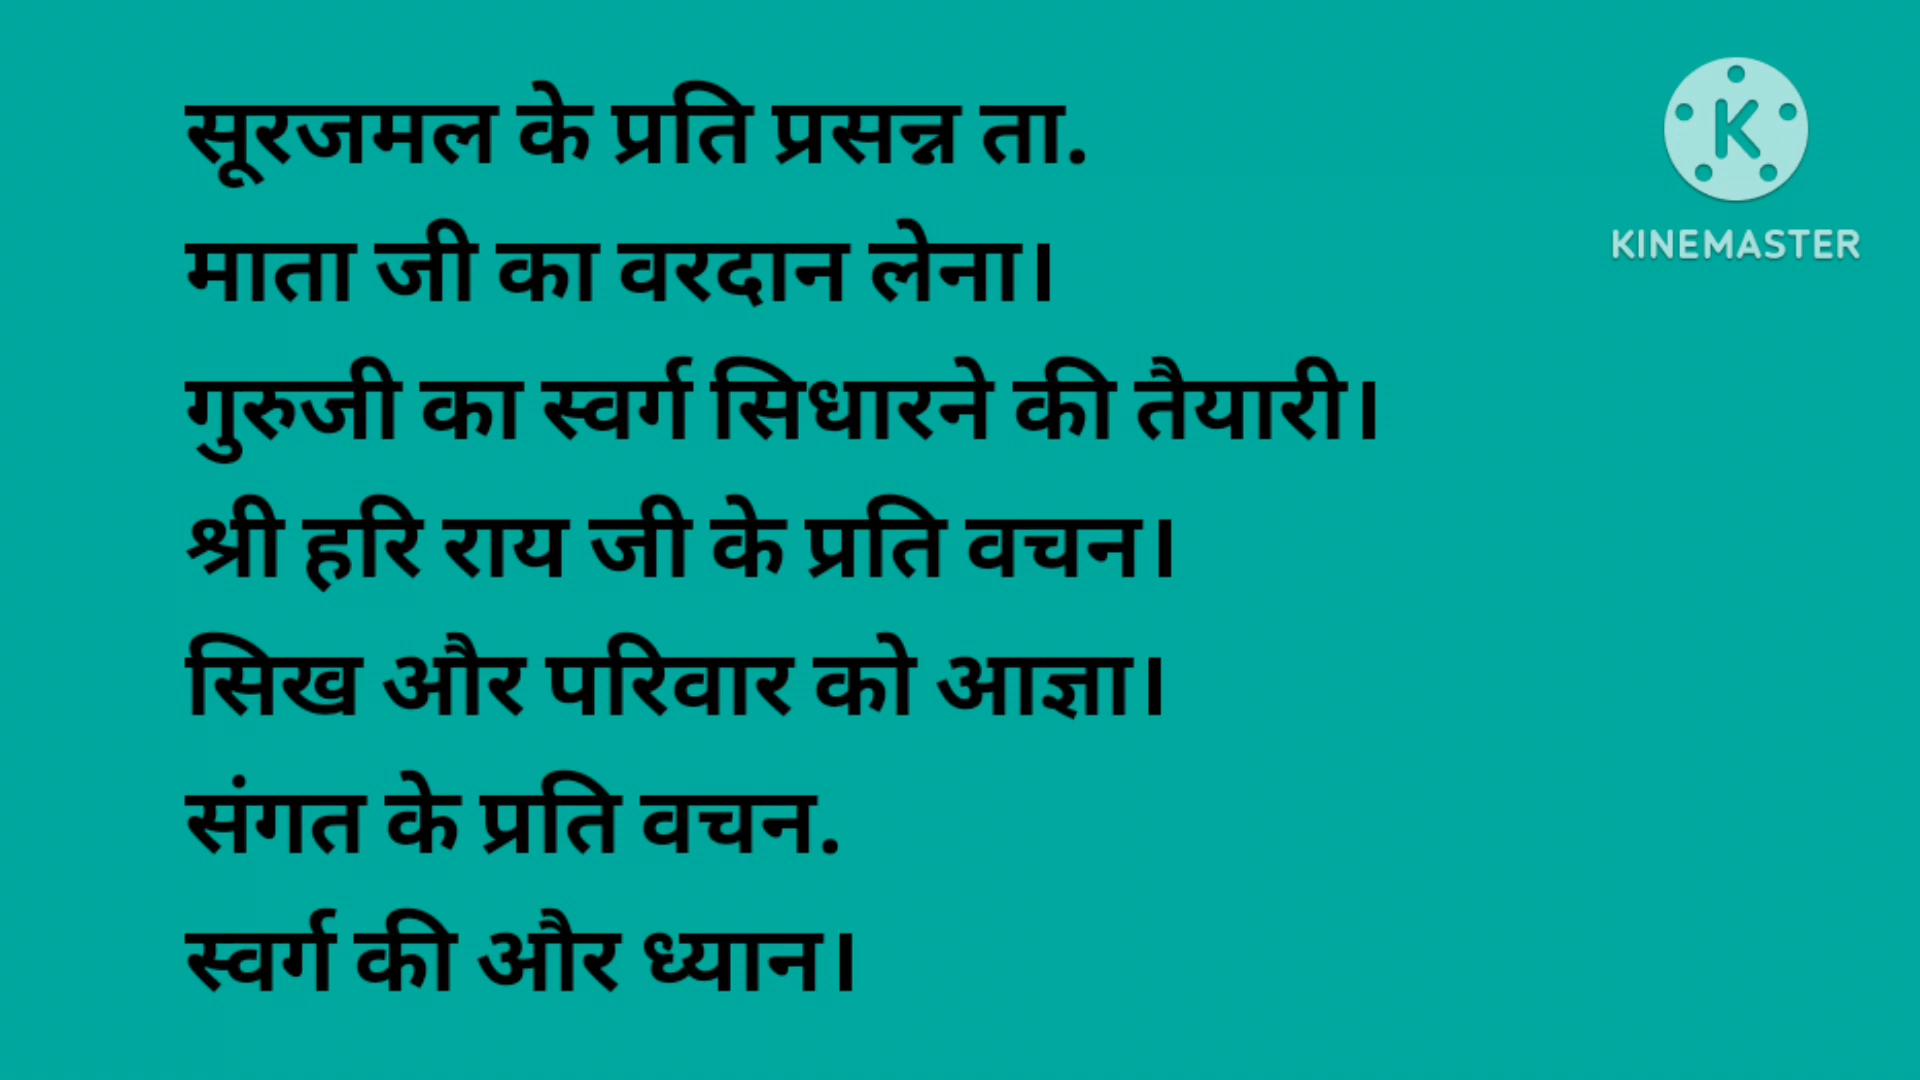 सूरजमल के प्रति प्रसन्न ता.
माता जी का वरदान लेना।
गुरुजी का स्वर्ग सिधारने की तैयारी।
श्री हरि राय जी के प्रति वचन।
सिख और परिवार को आज्ञा।
संगत के प्रति वचन.
स्वर्ग की और ध्यान।
K
KINEMASTER